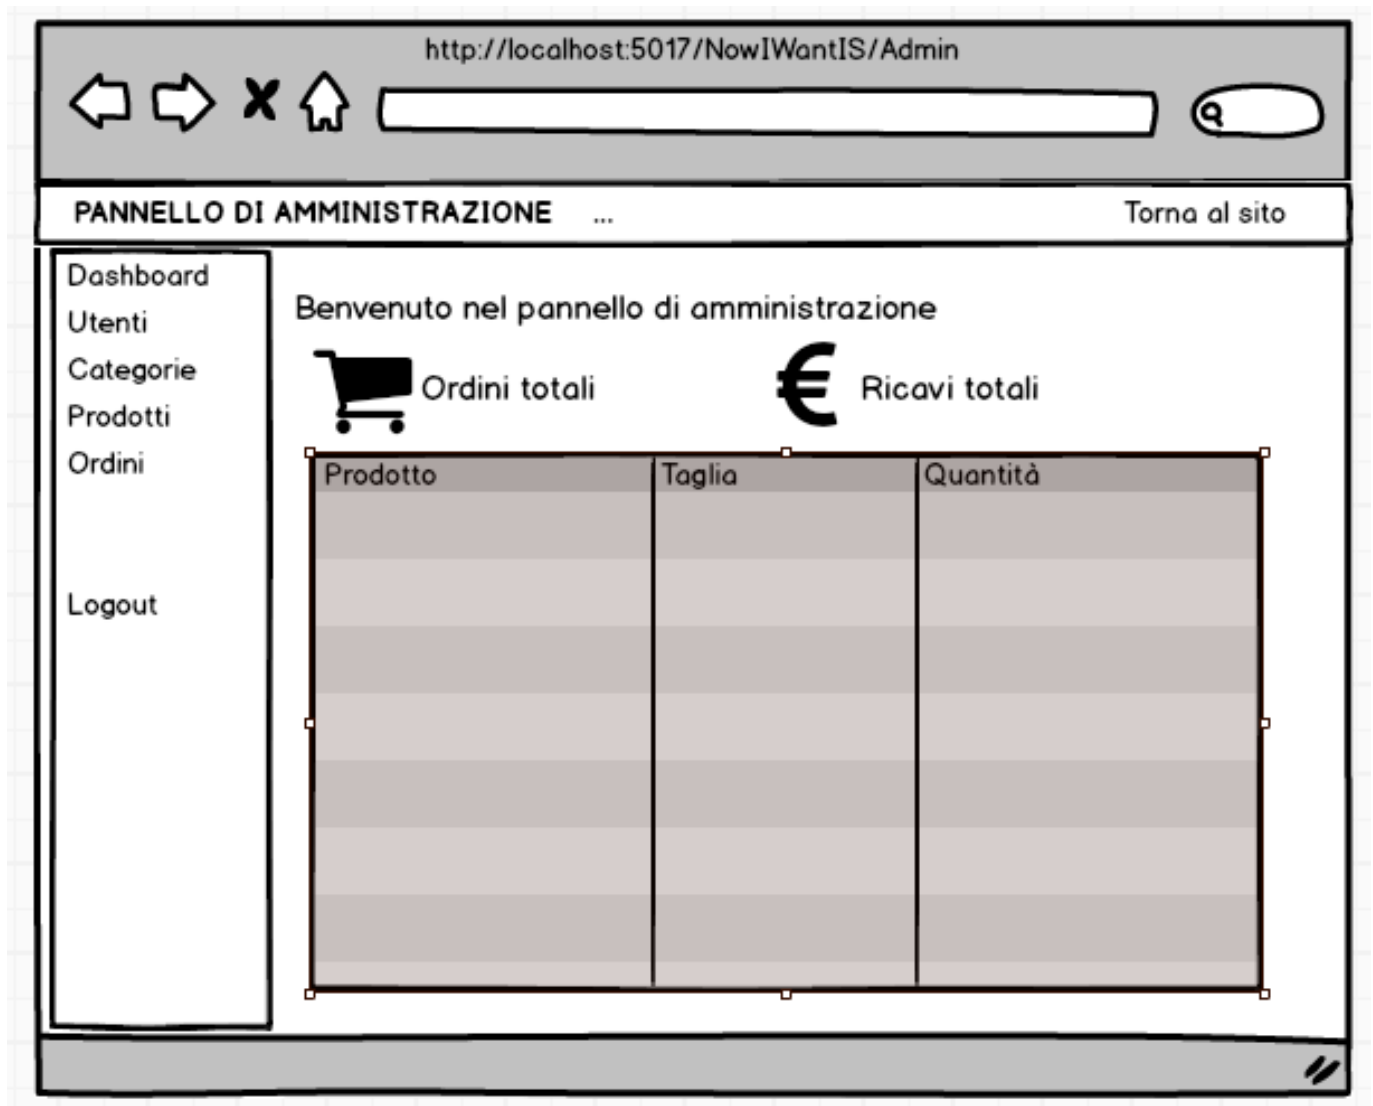 http://localhost:5017/NowIWantIS/Admin
PANNELLO DI AMMINISTRAZIONE ... Torna al sito
Dashboard
Utenti
Categorie
Prodotti
Ordini
Logout
Benvenuto nel pannello di amministrazione
Ordini totali
€ Ricavi totali
Prodotto Taglia Quantità